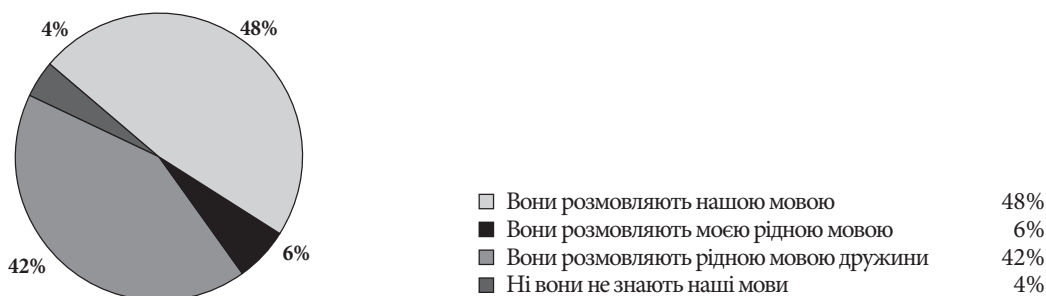 4%
48%
6%
42%
Вони розмовляють нашою мовою 48%
Вони розмовляють моєю рідною мовою 6%
Вони розмовляють рідною мовою дружини 42%
Ні вони не знають наші мови 4%